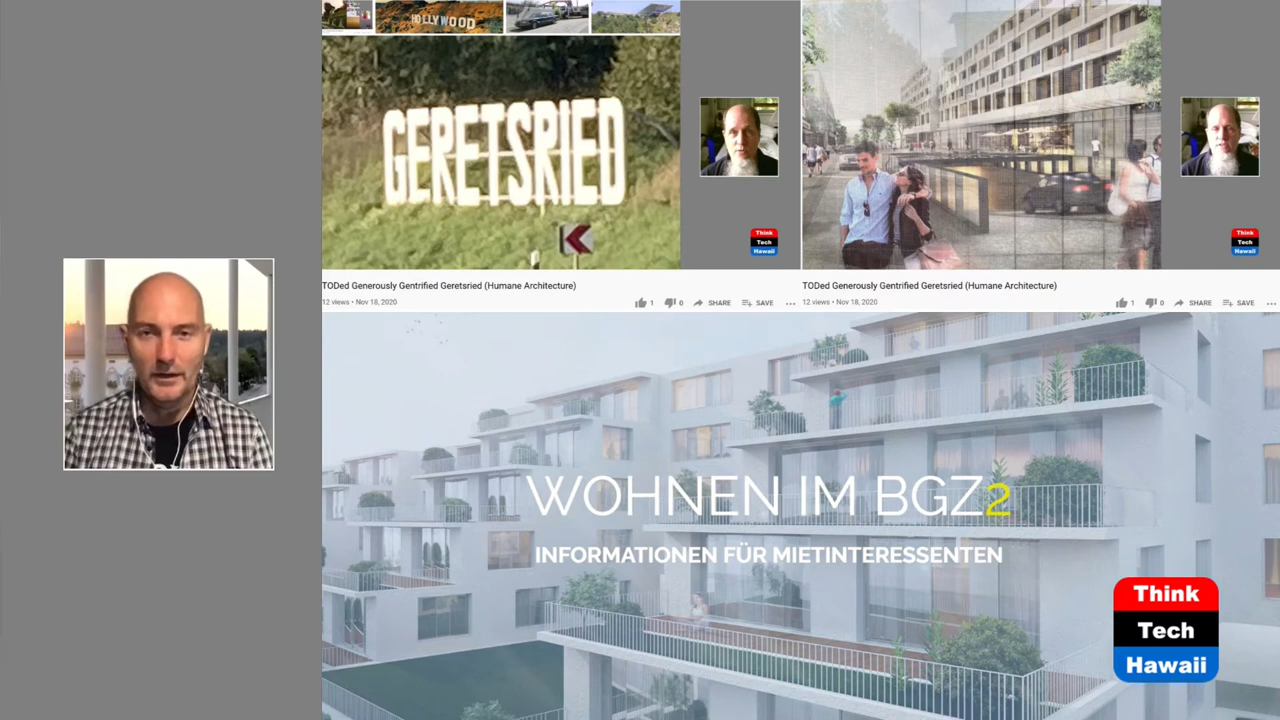 HOLLYWOOD
GERETSRIED
Think
Tech
Hawaii
Think
Tech
Hawaii
TODed Generously Gentrified Geretsried (Humane Architecture)
12 views • Nov 18, 2020
1
0
SHARE
SAVE
TODed Generously Gentrified Geretsried (Humane Architecture)
12 views • Nov 18, 2020
1
0
SHARE
SAVE
WOHNEN IM BGZ2
INFORMATIONEN FÜR MIETINTERESSENTEN
Think
Tech
Hawaii